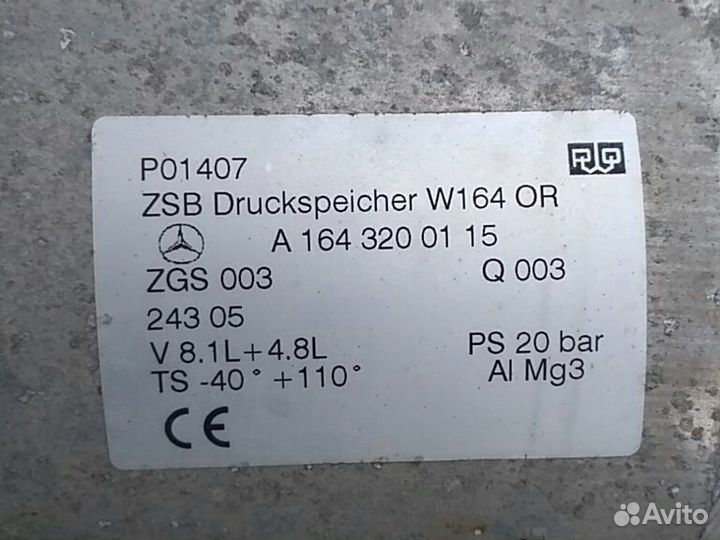 P01407
ZSB Druckspeicher W164 OR
A 164 320 01 15
ZGS 003 Q 003
243 05
V 8.1L+4.8L PS 20 bar
TS -40° +110° Al Mg3
CE
Avito